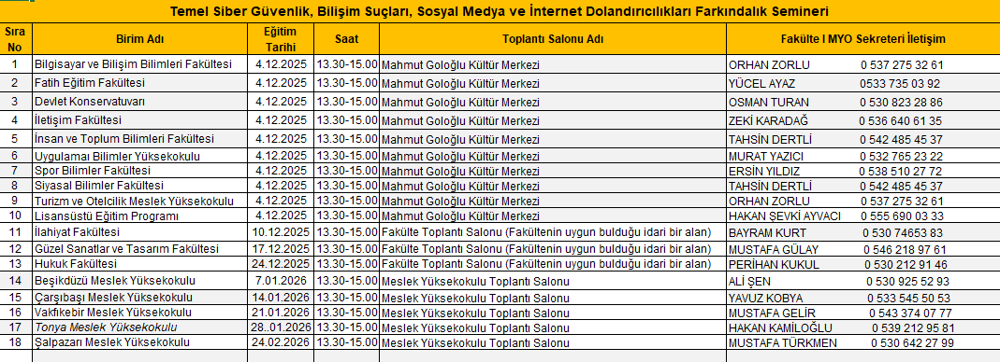 Temel Siber Güvenlik, Bilişim Suçları, Sosyal Medya ve İnternet Dolandırıcılıkları Farkındalık Semineri
Sıra No Birim Adı Eğitim Tarihi Saat Toplantı Salonu Adı Fakülte I MYO Sekreteri İletişim
1 Bilgisayar ve Bilişim Bilimleri Fakültesi 4.12.2025 13.30-15.00 Mahmut Goloğlu Kültür Merkezi ORHAN ZORLU 0 537 275 32 61
2 Fatih Eğitim Fakültesi 4.12.2025 13.30-15.00 Mahmut Goloğlu Kültür Merkezi YÜCEL AYAZ 0533 735 03 92
3 Devlet Konservatuvarı 4.12.2025 13.30-15.00 Mahmut Goloğlu Kültür Merkezi OSMAN TURAN 0 530 823 28 86
4 İletişim Fakültesi 4.12.2025 13.30-15.00 Mahmut Goloğlu Kültür Merkezi ZEKİ KARADAĞ 0 536 640 61 35
5 İnsan ve Toplum Bilimleri Fakültesi 4.12.2025 13.30-15.00 Mahmut Goloğlu Kültür Merkezi TAHSİN DERTLİ 0 542 485 45 37
6 Uygulamaı Bilimler Yüksekokulu 4.12.2025 13.30-15.00 Mahmut Goloğlu Kültür Merkezi MURAT YAZICI 0 532 765 23 22
7 Spor Bilimler Fakültesi 4.12.2025 13.30-15.00 Mahmut Goloğlu Kültür Merkezi ERSİN YILDIZ 0 538 510 27 72
8 Siyasal Bilimler Fakültesi 4.12.2025 13.30-15.00 Mahmut Goloğlu Kültür Merkezi TAHSİN DERTLİ 0 542 485 45 37
9 Turizm ve Otelcilik Meslek Yüksekokulu 4.12.2025 13.30-15.00 Mahmut Goloğlu Kültür Merkezi ORHAN ZORLU 0 537 275 32 61
10 Lisansüstü Eğitim Programı 4.12.2025 13.30-15.00 Mahmut Goloğlu Kültür Merkezi HAKAN ŞEVKİ AYVACI 0 555 690 03 33
11 İlahiyat Fakültesi 10.12.2025 13.30-15.00 Fakülte Toplantı Salonu (Fakültenin uygun bulduğu idari bir alan) BAYRAM KURT 0 530 74653 83
12 Güzel Sanatlar ve Tasarım Fakültesi 17.12.2025 13.30-15.00 Fakülte Toplantı Salonu (Fakültenin uygun bulduğu idari bir alan) MUSTAFA GÜLAY 0 546 218 97 61
13 Hukuk Fakültesi 24.12.2025 13.30-15.00 Fakülte Toplantı Salonu (Fakültenin uygun bulduğu idari bir alan) PERİHAN KUKUL 0 530 212 91 46
14 Beşikdüzü Meslek Yüksekokulu 7.01.2026 13.30-15.00 Meslek Yüksekokulu Toplantı Salonu ALİ ŞEN 0 530 925 52 93
15 Çarşıbaşı Meslek Yüksekokulu 14.01.2026 13.30-15.00 Meslek Yüksekokulu Toplantı Salonu YAVUZ KOBYA 0 533 545 50 53
16 Vakfıkebir Meslek Yüksekokulu 21.01.2026 13.30-15.00 Meslek Yüksekokulu Toplantı Salonu MUSTAFA GELİR 0 543 374 07 77
17 Tonya Meslek Yüksekokulu 28..01.2026 13.30-15.00 Meslek Yüksekokulu Toplantı Salonu HAKAN KAMİLOĞLU 0 539 212 95 81
18 Şalpazarı Meslek Yüksekokulu 24.02.2026 13.30-15.00 Meslek Yüksekokulu Toplantı Salonu MUSTAFA TÜRKMEN 0 530 642 27 99